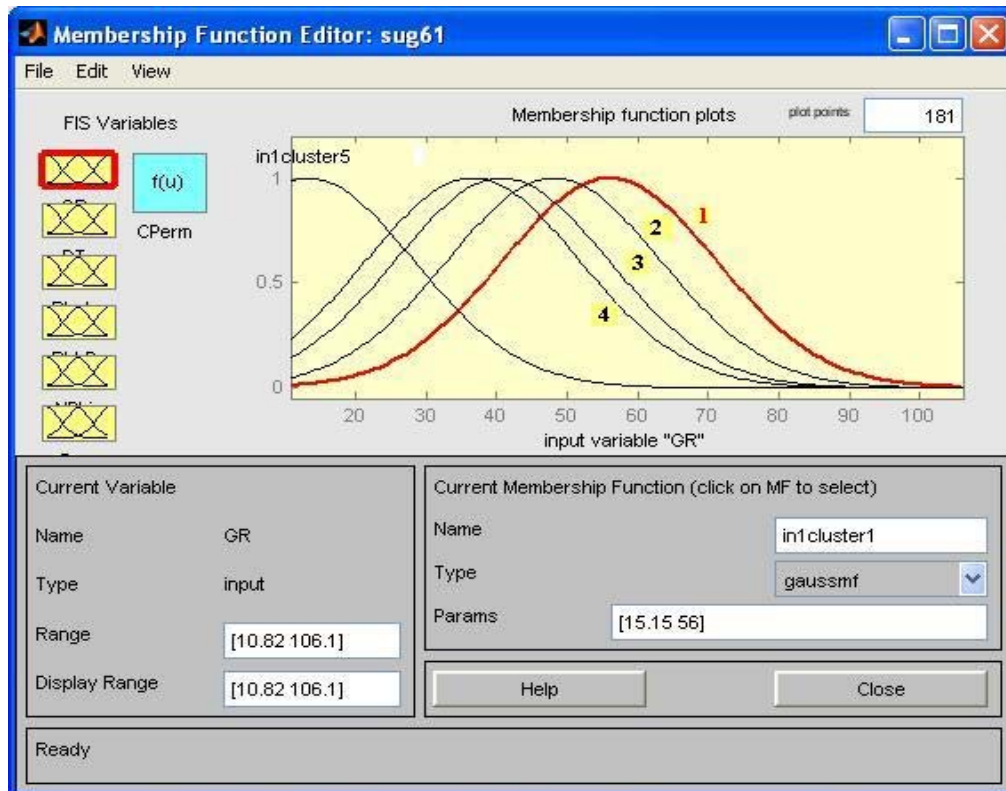 Membership Function Editor: sug61
File Edit View
FIS Variables
f(u)
CPerm
Membership function plots
plot points:
181
in1cluster5
1
0.5
0
1
2
3
4
20 30 40 50 60 70 80 90 100
input variable "GR"
Current Variable
Name GR
Type input
Range [10.82 106.1]
Display Range [10.82 106.1]
Current Membership Function (click on MF to select)
Name in1cluster1
Type gaussmf
Params [15.15 56]
Help
Close
Ready